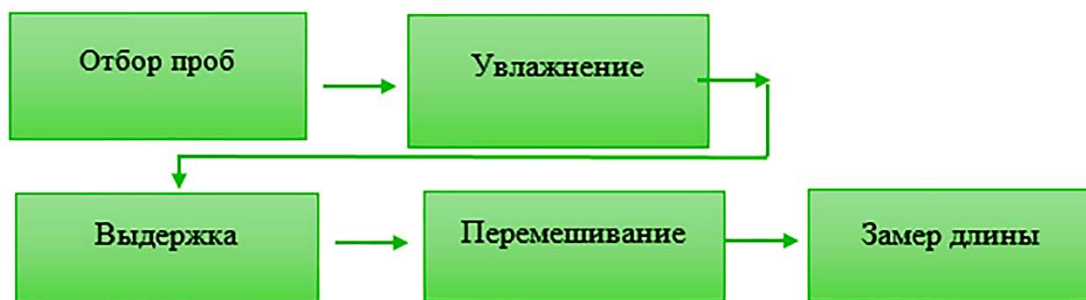 Отбор проб
Увлажнение
Выдержка
Перемешивание
Замер длины